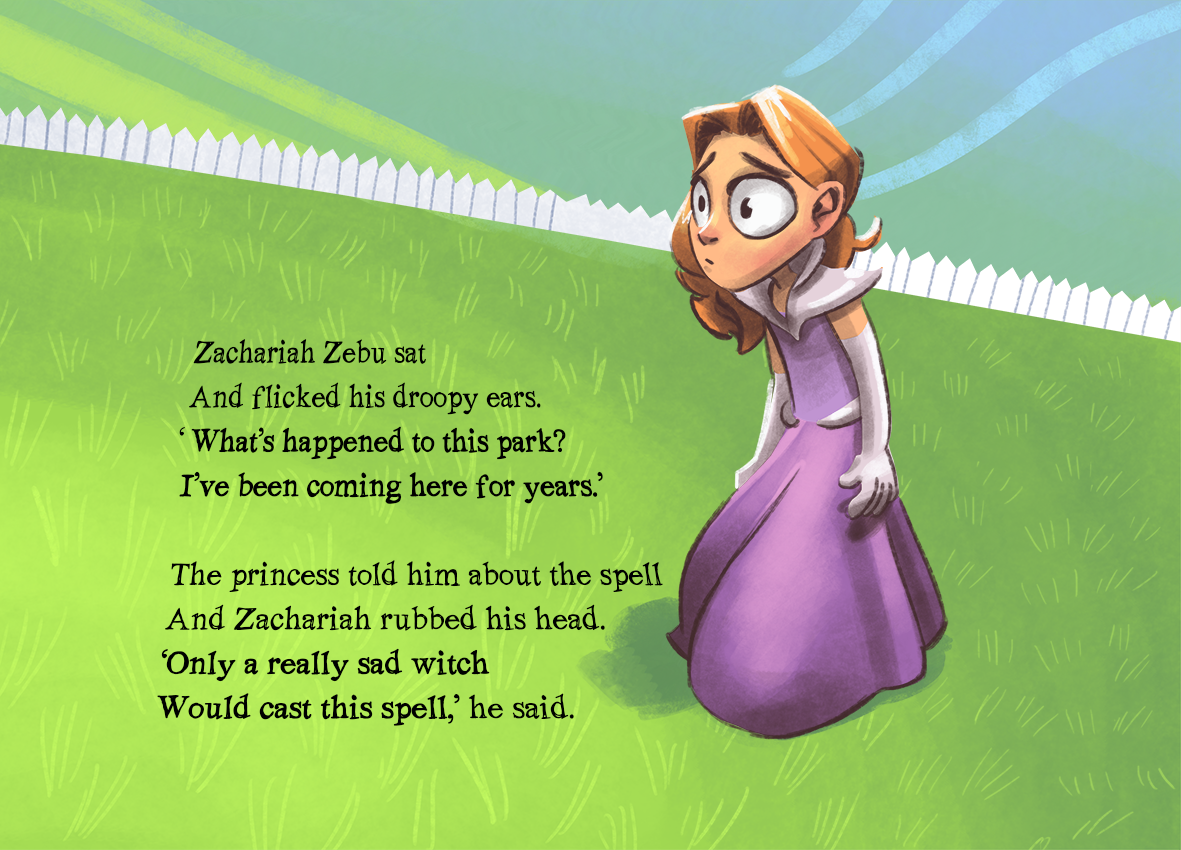 Zachariah Zebu sat
And flicked his droopy ears.
‘ What’s happened to this park?
I’ve been coming here for years.’
The princess told him about the spell
And Zachariah rubbed his head.
‘Only a really sad witch
Would cast this spell,’ he said.